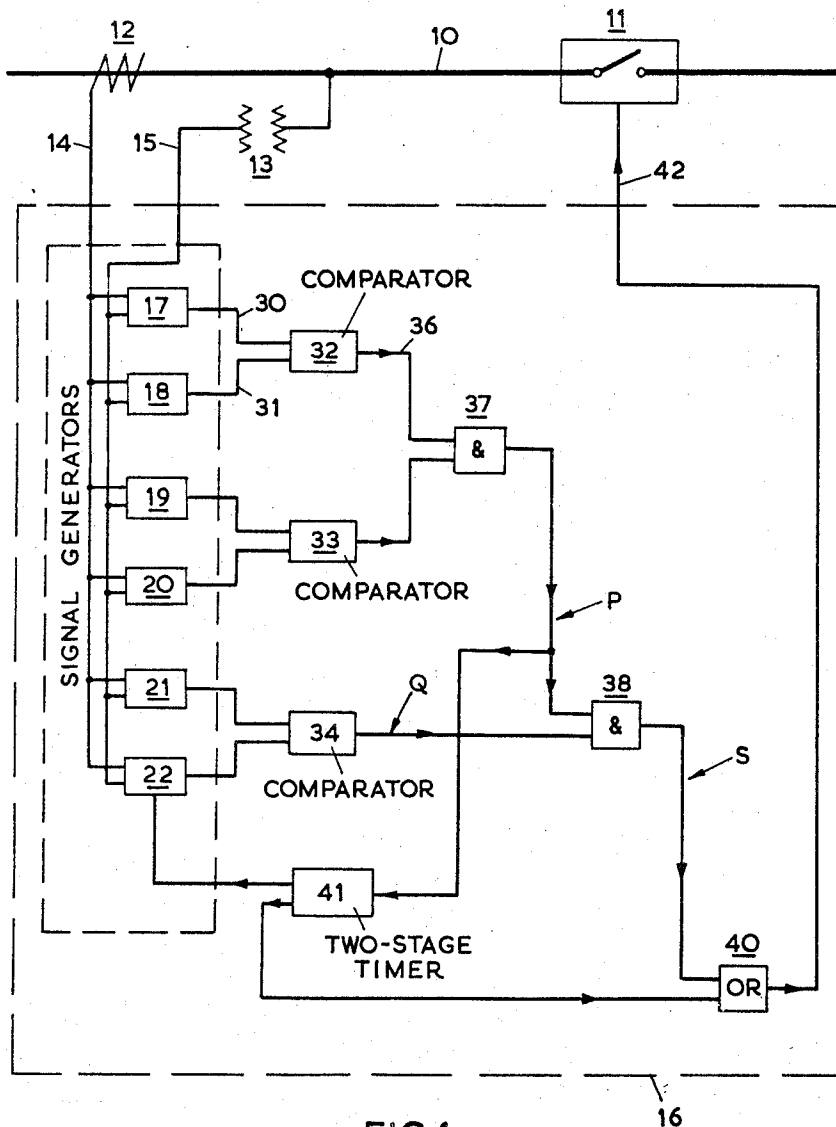 12
10
11
14
15
13
42
COMPARATOR
17
30
32
36
18
31
37
&
SIGNAL GENERATORS
19
33
20
COMPARATOR
P
21
Q
38
34
&
22
COMPARATOR
S
41
TWO-STAGE
TIMER
40
OR
16